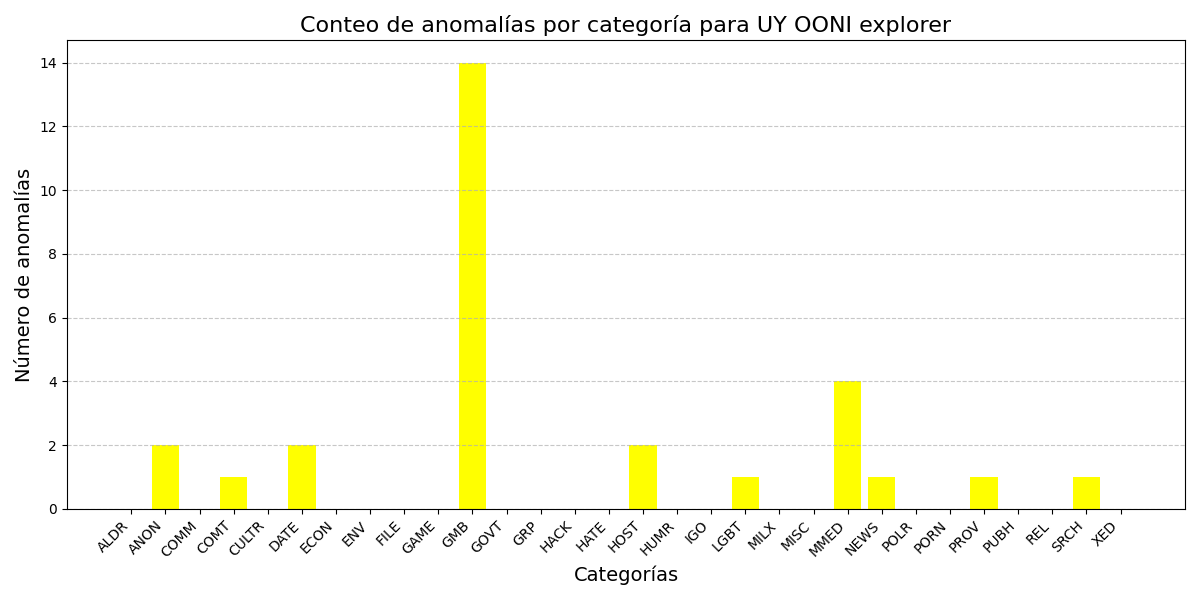 Conteo de anomalías por categoría para UY OONI explorer
Número de anomalías
14
12
10
8
6
4
2
0
ALDR
ANON
COMM
COMT
CULTR
DATE
ECON
ENV
FILE
GAME
GMB
GOVT
GRP
HACK
HATE
HOST
HUMR
IGO
LGBT
MILX
MISC
MMED
NEWS
POLR
PORN
PROV
PUBH
REL
SRCH
XED
Categorías